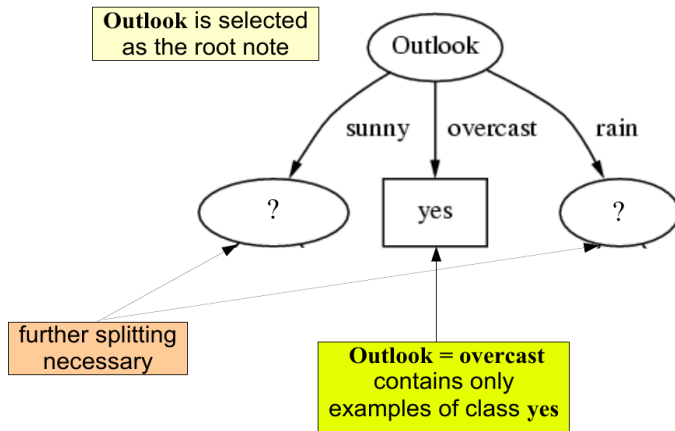 Outlook is selected
as the root note
Outlook
sunny
overcast
rain
?
yes
?
further splitting
necessary
Outlook = overcast
contains only
examples of class yes